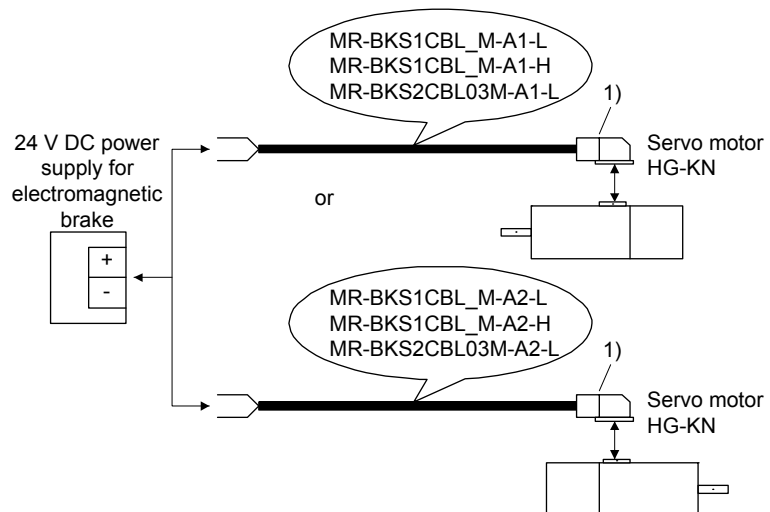 MR-BKS1CBL_M-A1-L
MR-BKS1CBL_M-A1-H
MR-BKS2CBL03M-A1-L
1)
Servo motor
HG-KN
24 V DC power
supply for
electromagnetic
brake
or
+
-
MR-BKS1CBL_M-A2-L
MR-BKS1CBL_M-A2-H
MR-BKS2CBL03M-A2-L
1)
Servo motor
HG-KN